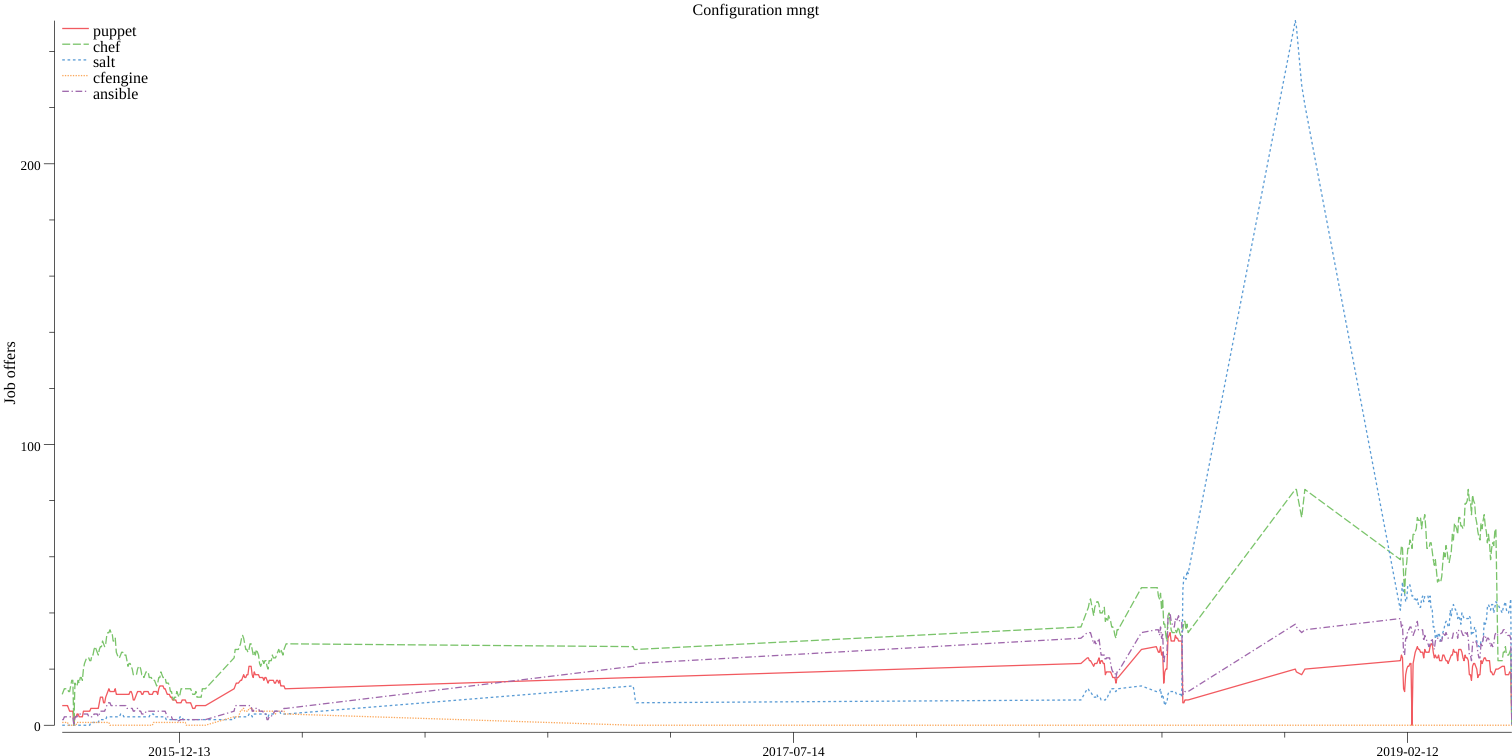 Configuration mngt
puppet
chef
salt
cfengine
ansible
200
100
0
Job offers
2015-12-13
2017-07-14
2019-02-12